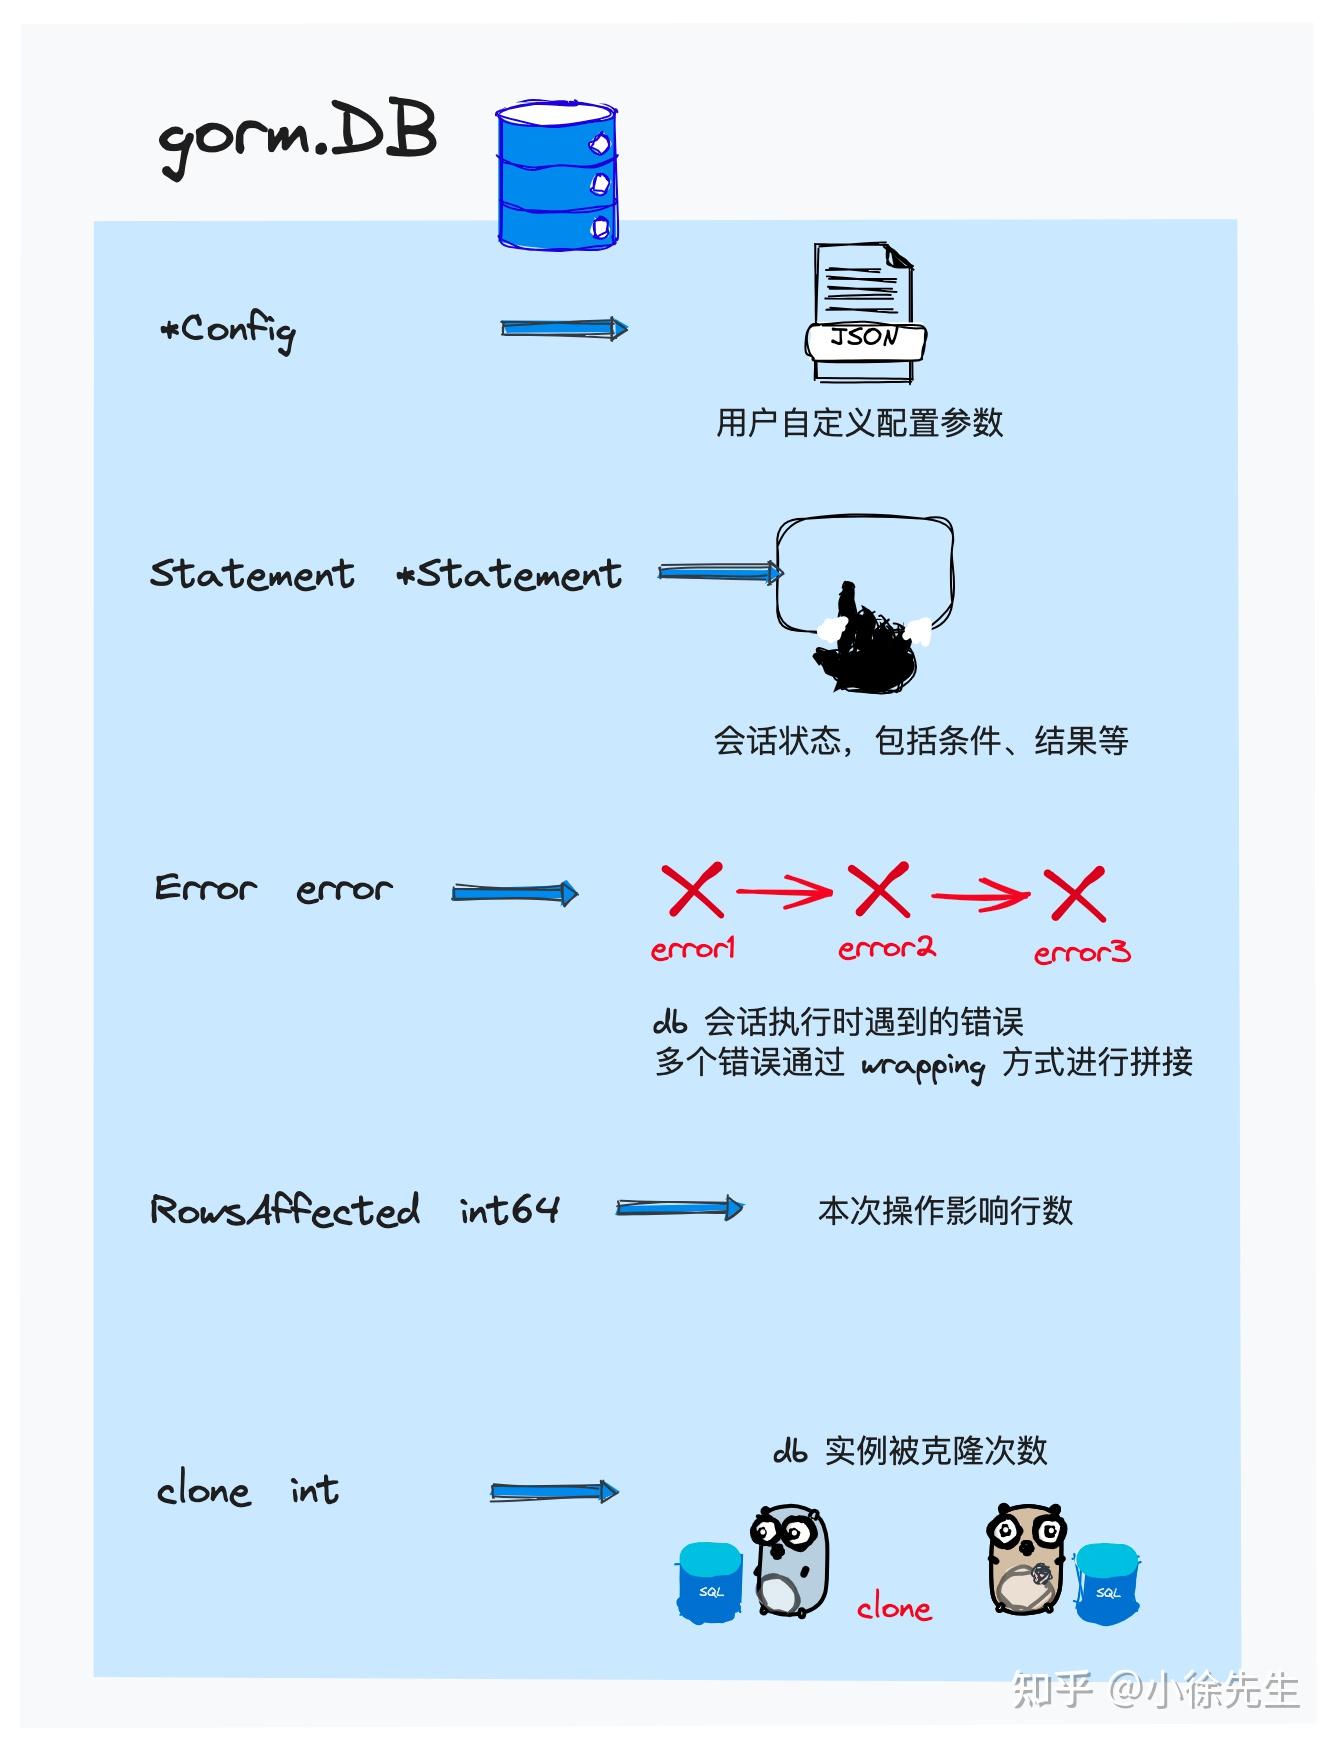 gorm.DB
*Config
JSON
用户自定义配置参数
Statement *Statement
会话状态，包括条件、结果等
Error error
error1
error2
error3
db 会话执行时遇到的错误
多个错误通过 wrapping 方式进行拼接
RowsAffected int64
本次操作影响行数
db 实例被克隆次数
clone int
SQL
clone
SQL
知乎 @小徐先生